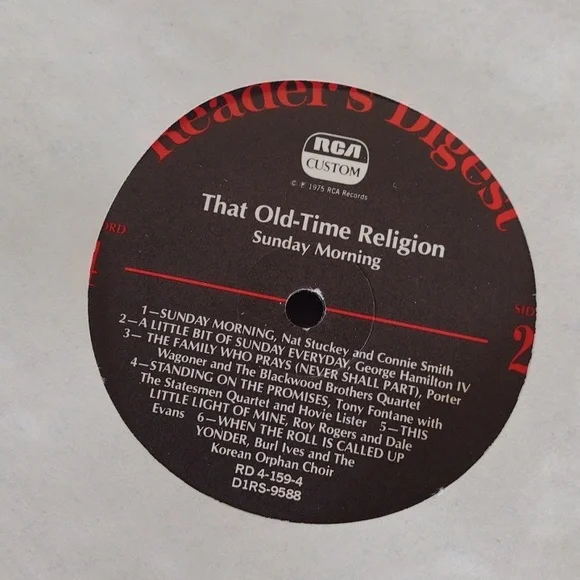 Reader's Digest
RCA
CUSTOM
© ℗ 1975 RCA Records
That Old-Time Religion
Sunday Morning
1—SUNDAY MORNING, Nat Stuckey and Connie Smith
2—A LITTLE BIT OF SUNDAY EVERYDAY, George Hamilton IV
3—THE FAMILY WHO PRAYS (NEVER SHALL PART), Porter
Wagoner and The Blackwood Brothers Quartet
4—STANDING ON THE PROMISES, Tony Fontane with
The Statesmen Quartet and Hovie Lister 5—THIS
LITTLE LIGHT OF MINE, Roy Rogers and Dale
Evans 6—WHEN THE ROLL IS CALLED UP
YONDER, Burl Ives and The
Korean Orphan Choir
RD 4-159-4
D1RS-9588
2